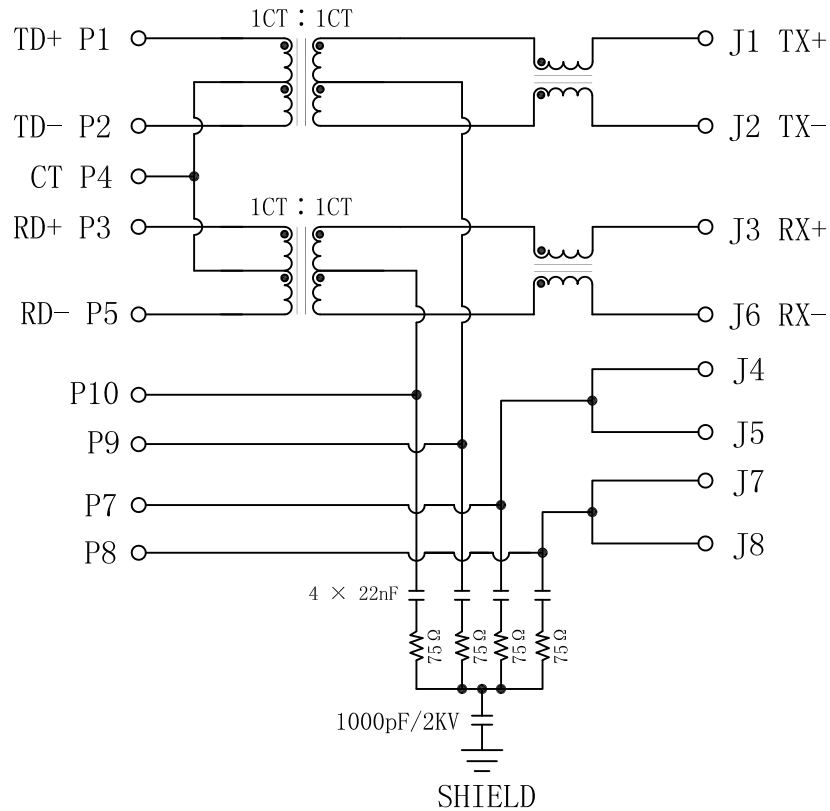 1CT : 1CT
TD+ P1
J1 TX+
TD- P2
J2 TX-
CT P4
1CT : 1CT
RD+ P3
J3 RX+
RD- P5
J6 RX-
J4
P10
J5
P9
J7
P7
J8
P8
4 × 22nF
75Ω
75Ω
75Ω
75Ω
1000pF/2KV
SHIELD